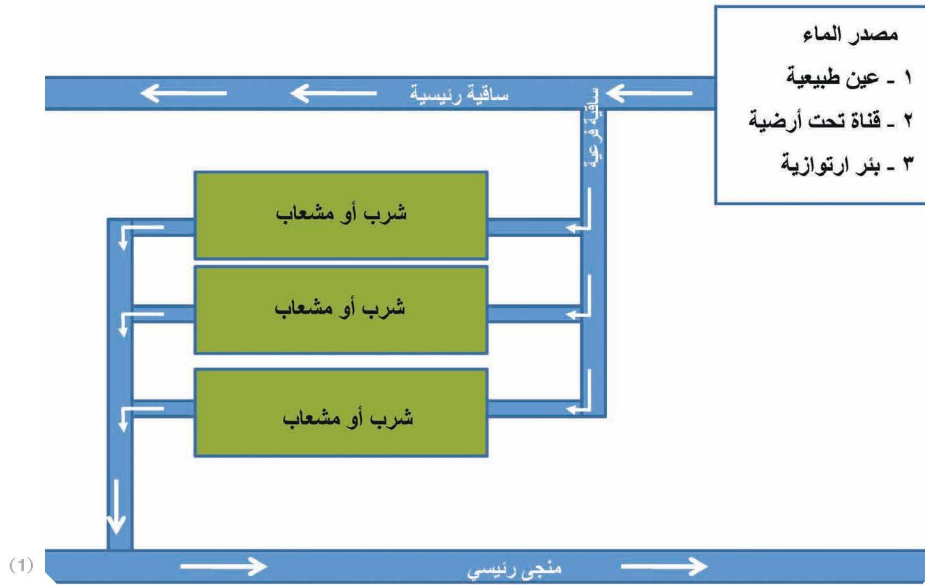 مصدر الماء
١ - عين طبيعية
٢ - قناة تحت أرضية
٣ - بئر ارتوازية
ساقية رئيسية
ساقية فرعية
شرب أو مشعاب
شرب أو مشعاب
شرب أو مشعاب
منجى رئيسي
(1)